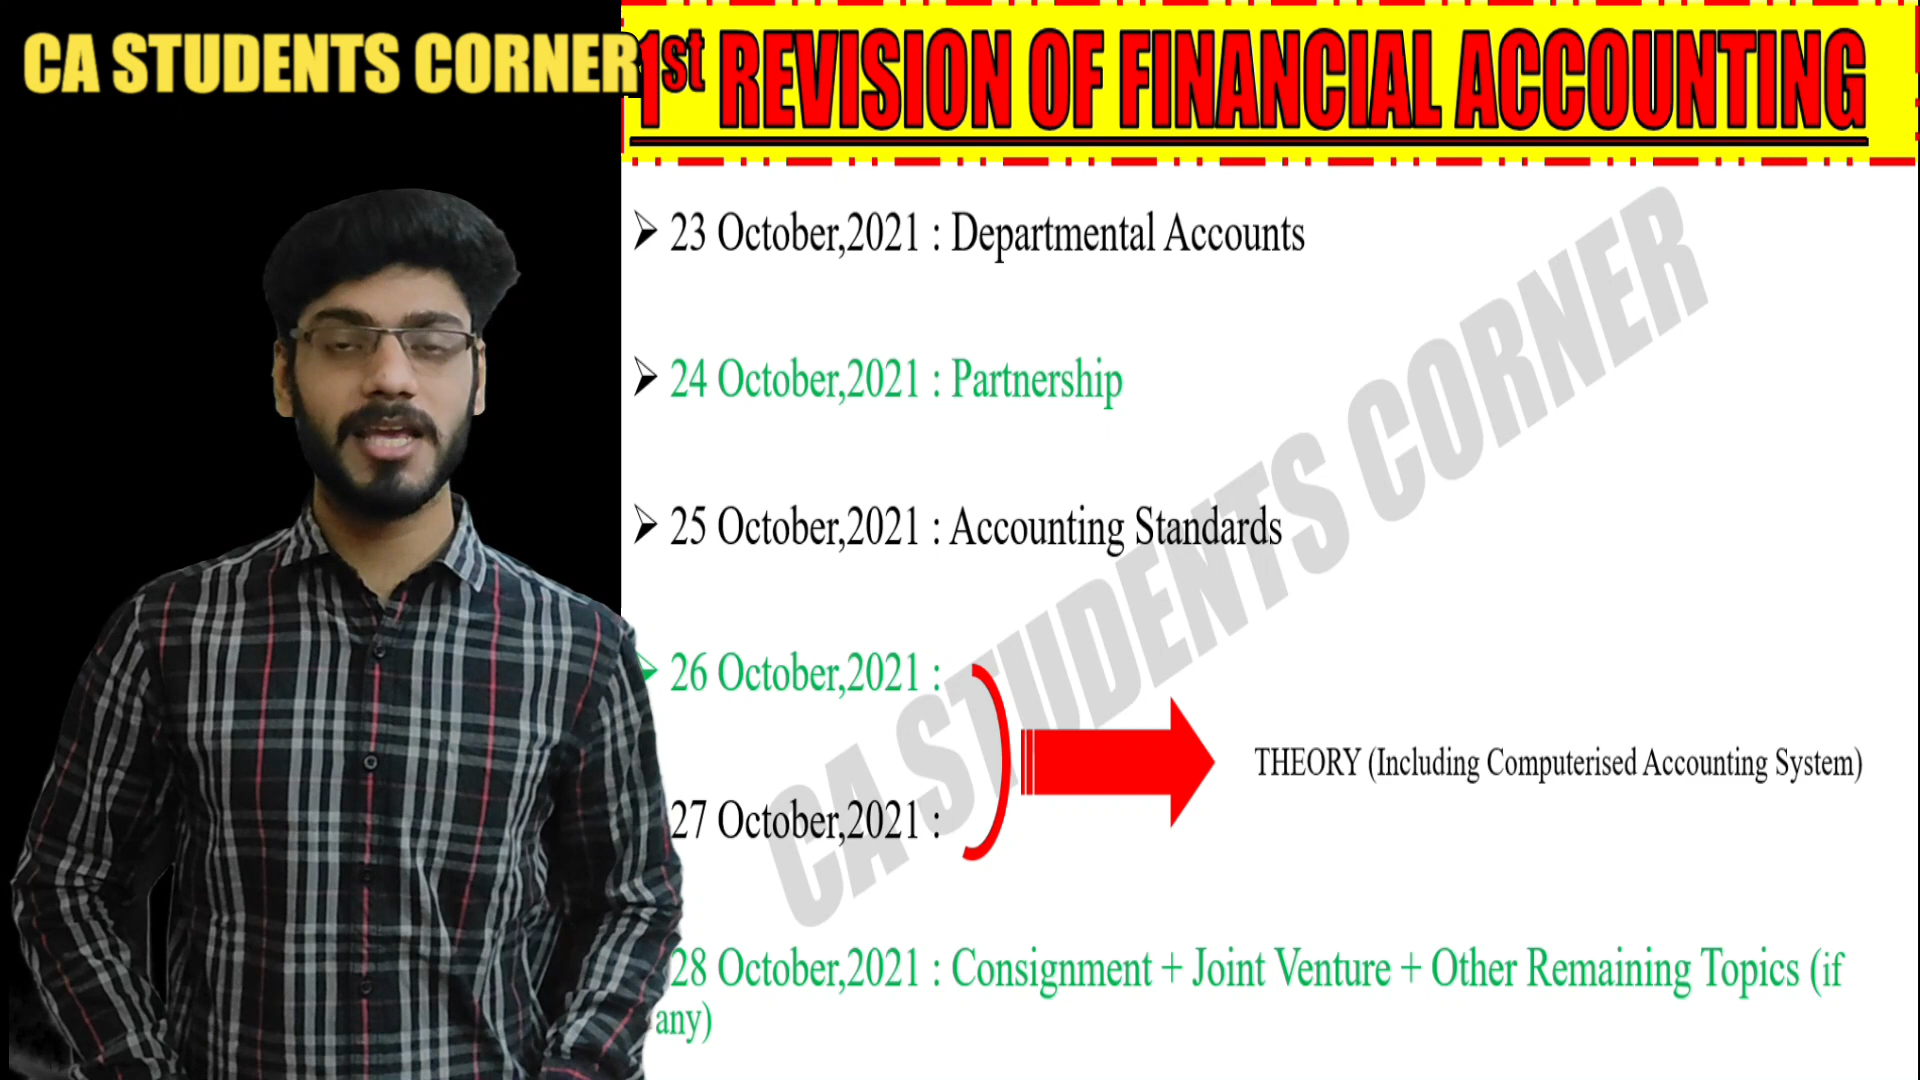 CA STUDENTS CORNER
1st REVISION OF FINANCIAL ACCOUNTING
23 October,2021 : Departmental Accounts
24 October,2021 : Partnership
25 October,2021 : Accounting Standards
26 October,2021 :
THEORY (Including Computerised Accounting System)
27 October,2021 :
28 October,2021 : Consignment + Joint Venture + Other Remaining Topics (if
any)
CA STUDENTS CORNER